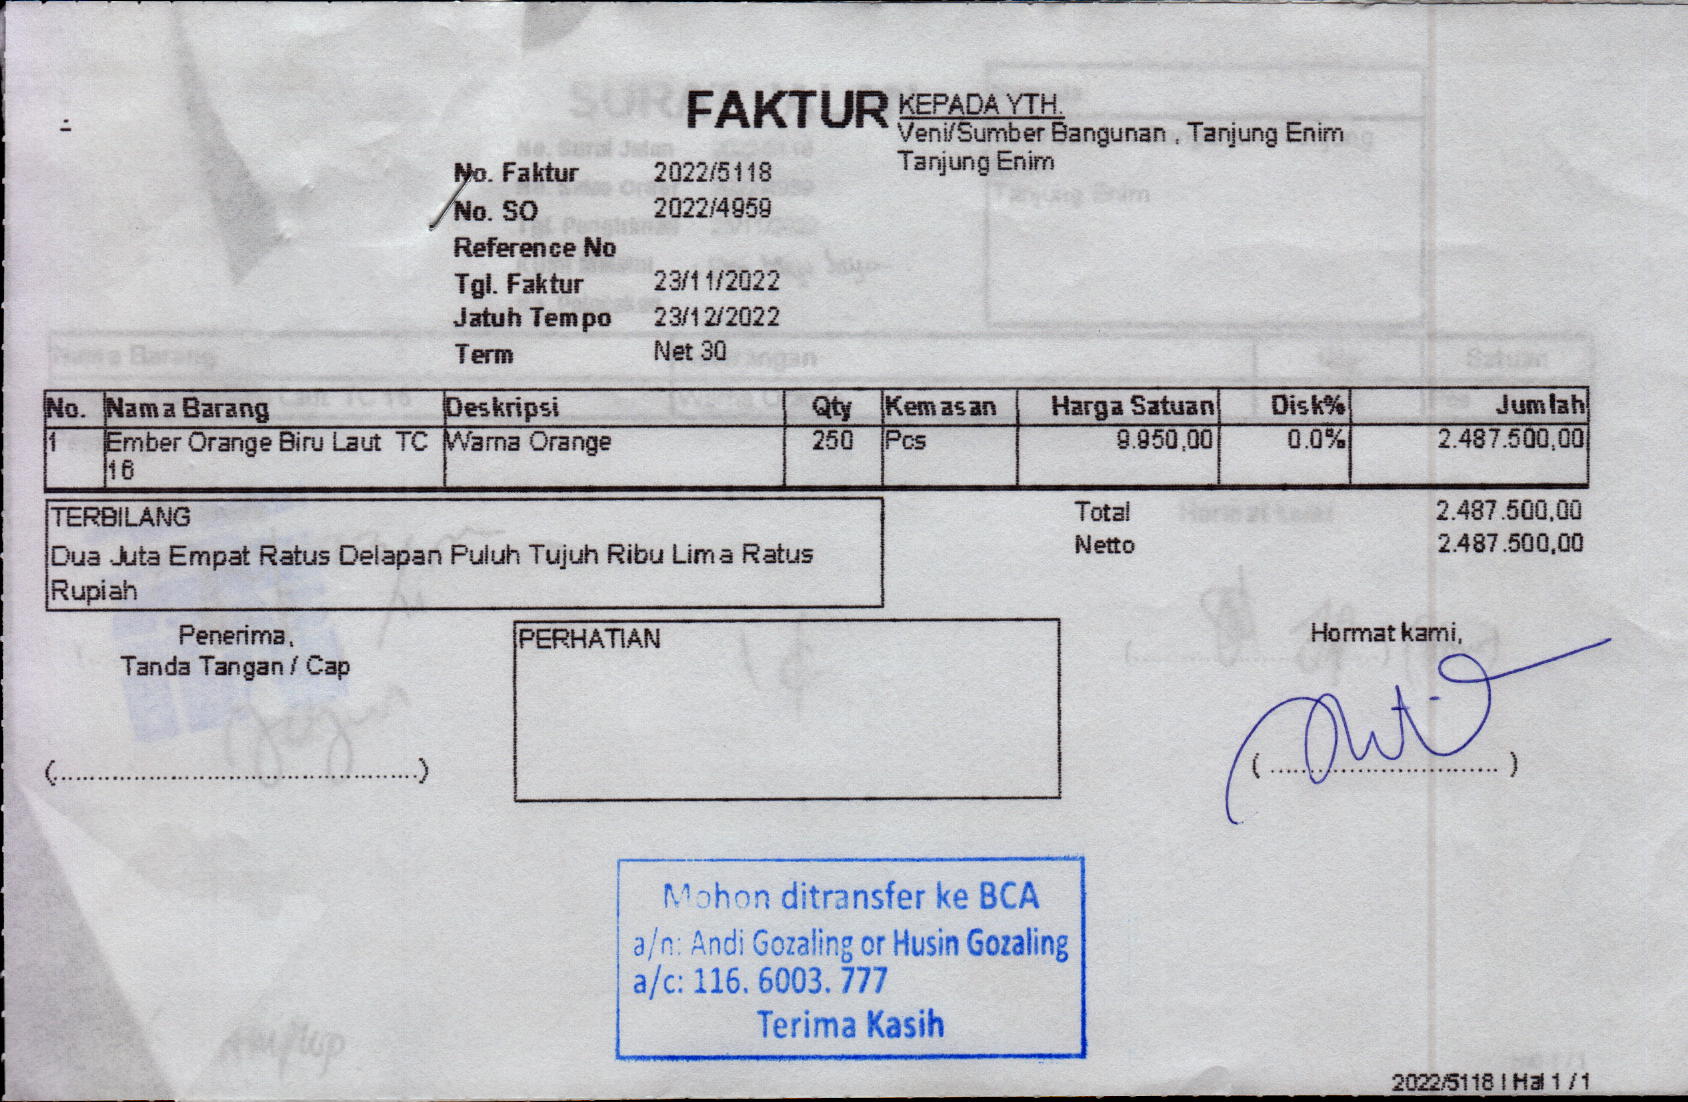 FAKTUR
KEPADA YTH.
Veni/Sumber Bangunan , Tanjung Enim
Tanjung Enim
No. Faktur 2022/5118
No. SO 2022/4959
Reference No
Tgl. Faktur 23/11/2022
Jatuh Tempo 23/12/2022
Term Net 30
No. Nama Barang Deskripsi Qty Kemasan Harga Satuan Disk% Jumlah
1 Ember Orange Biru Laut TC Warna Orange 250 Pcs 9.950,00 0.0% 2.487.500,00
16
TERBILANG
Dua Juta Empat Ratus Delapan Puluh Tujuh Ribu Lima Ratus
Rupiah
Total 2.487.500,00
Netto 2.487.500,00
Penerima,
Tanda Tangan / Cap
(..........................................)
PERHATIAN
Hormat kami,
( .............................. )
Mohon ditransfer ke BCA
a/n: Andi Gozaling or Husin Gozaling
a/c: 116. 6003. 777
Terima Kasih
2022/5118 | Hal 1 / 1